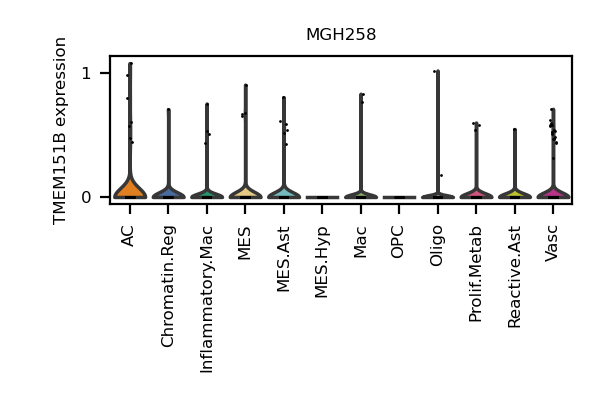 MGH258
TMEM151B expression
1
0
AC
Chromatin.Reg
Inflammatory.Mac
MES
MES.Ast
MES.Hyp
Mac
OPC
Oligo
Prolif.Metab
Reactive.Ast
Vasc